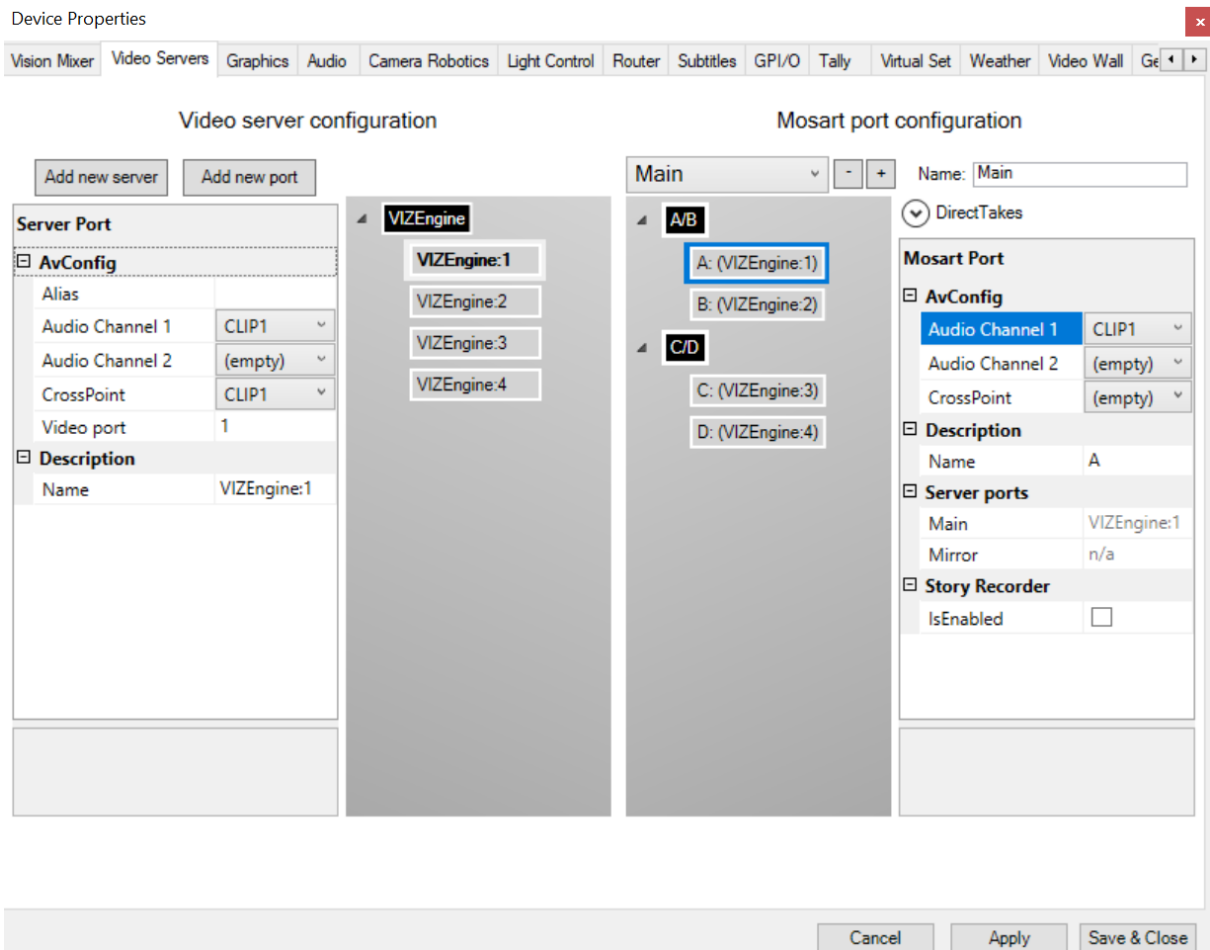 Device Properties
×
Vision Mixer Video Servers Graphics Audio Camera Robotics Light Control Router Subtitles GPI/O Tally Virtual Set Weather Video Wall Ge
Video server configuration
Mosart port configuration
Add new server Add new port
Main - + Name: Main
DirectTakes
Server Port
AvConfig
Alias
Audio Channel 1 CLIP1
Audio Channel 2 (empty)
CrossPoint CLIP1
Video port 1
Description
Name VIZEngine:1
VIZEngine
VIZEngine:1
VIZEngine:2
VIZEngine:3
VIZEngine:4
A/B
A: (VIZEngine:1)
B: (VIZEngine:2)
C/D
C: (VIZEngine:3)
D: (VIZEngine:4)
Mosart Port
AvConfig
Audio Channel 1 CLIP1
Audio Channel 2 (empty)
CrossPoint (empty)
Description
Name A
Server ports
Main VIZEngine:1
Mirror n/a
Story Recorder
IsEnabled
Cancel Apply Save & Close